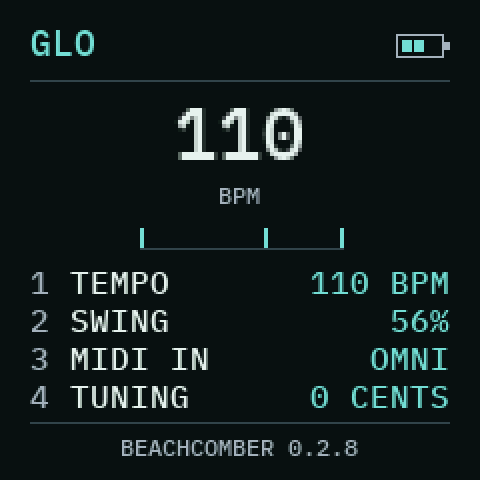 GLO
110
BPM
1 TEMPO 110 BPM
2 SWING 56%
3 MIDI IN OMNI
4 TUNING 0 CENTS
BEACHCOMBER 0.2.8